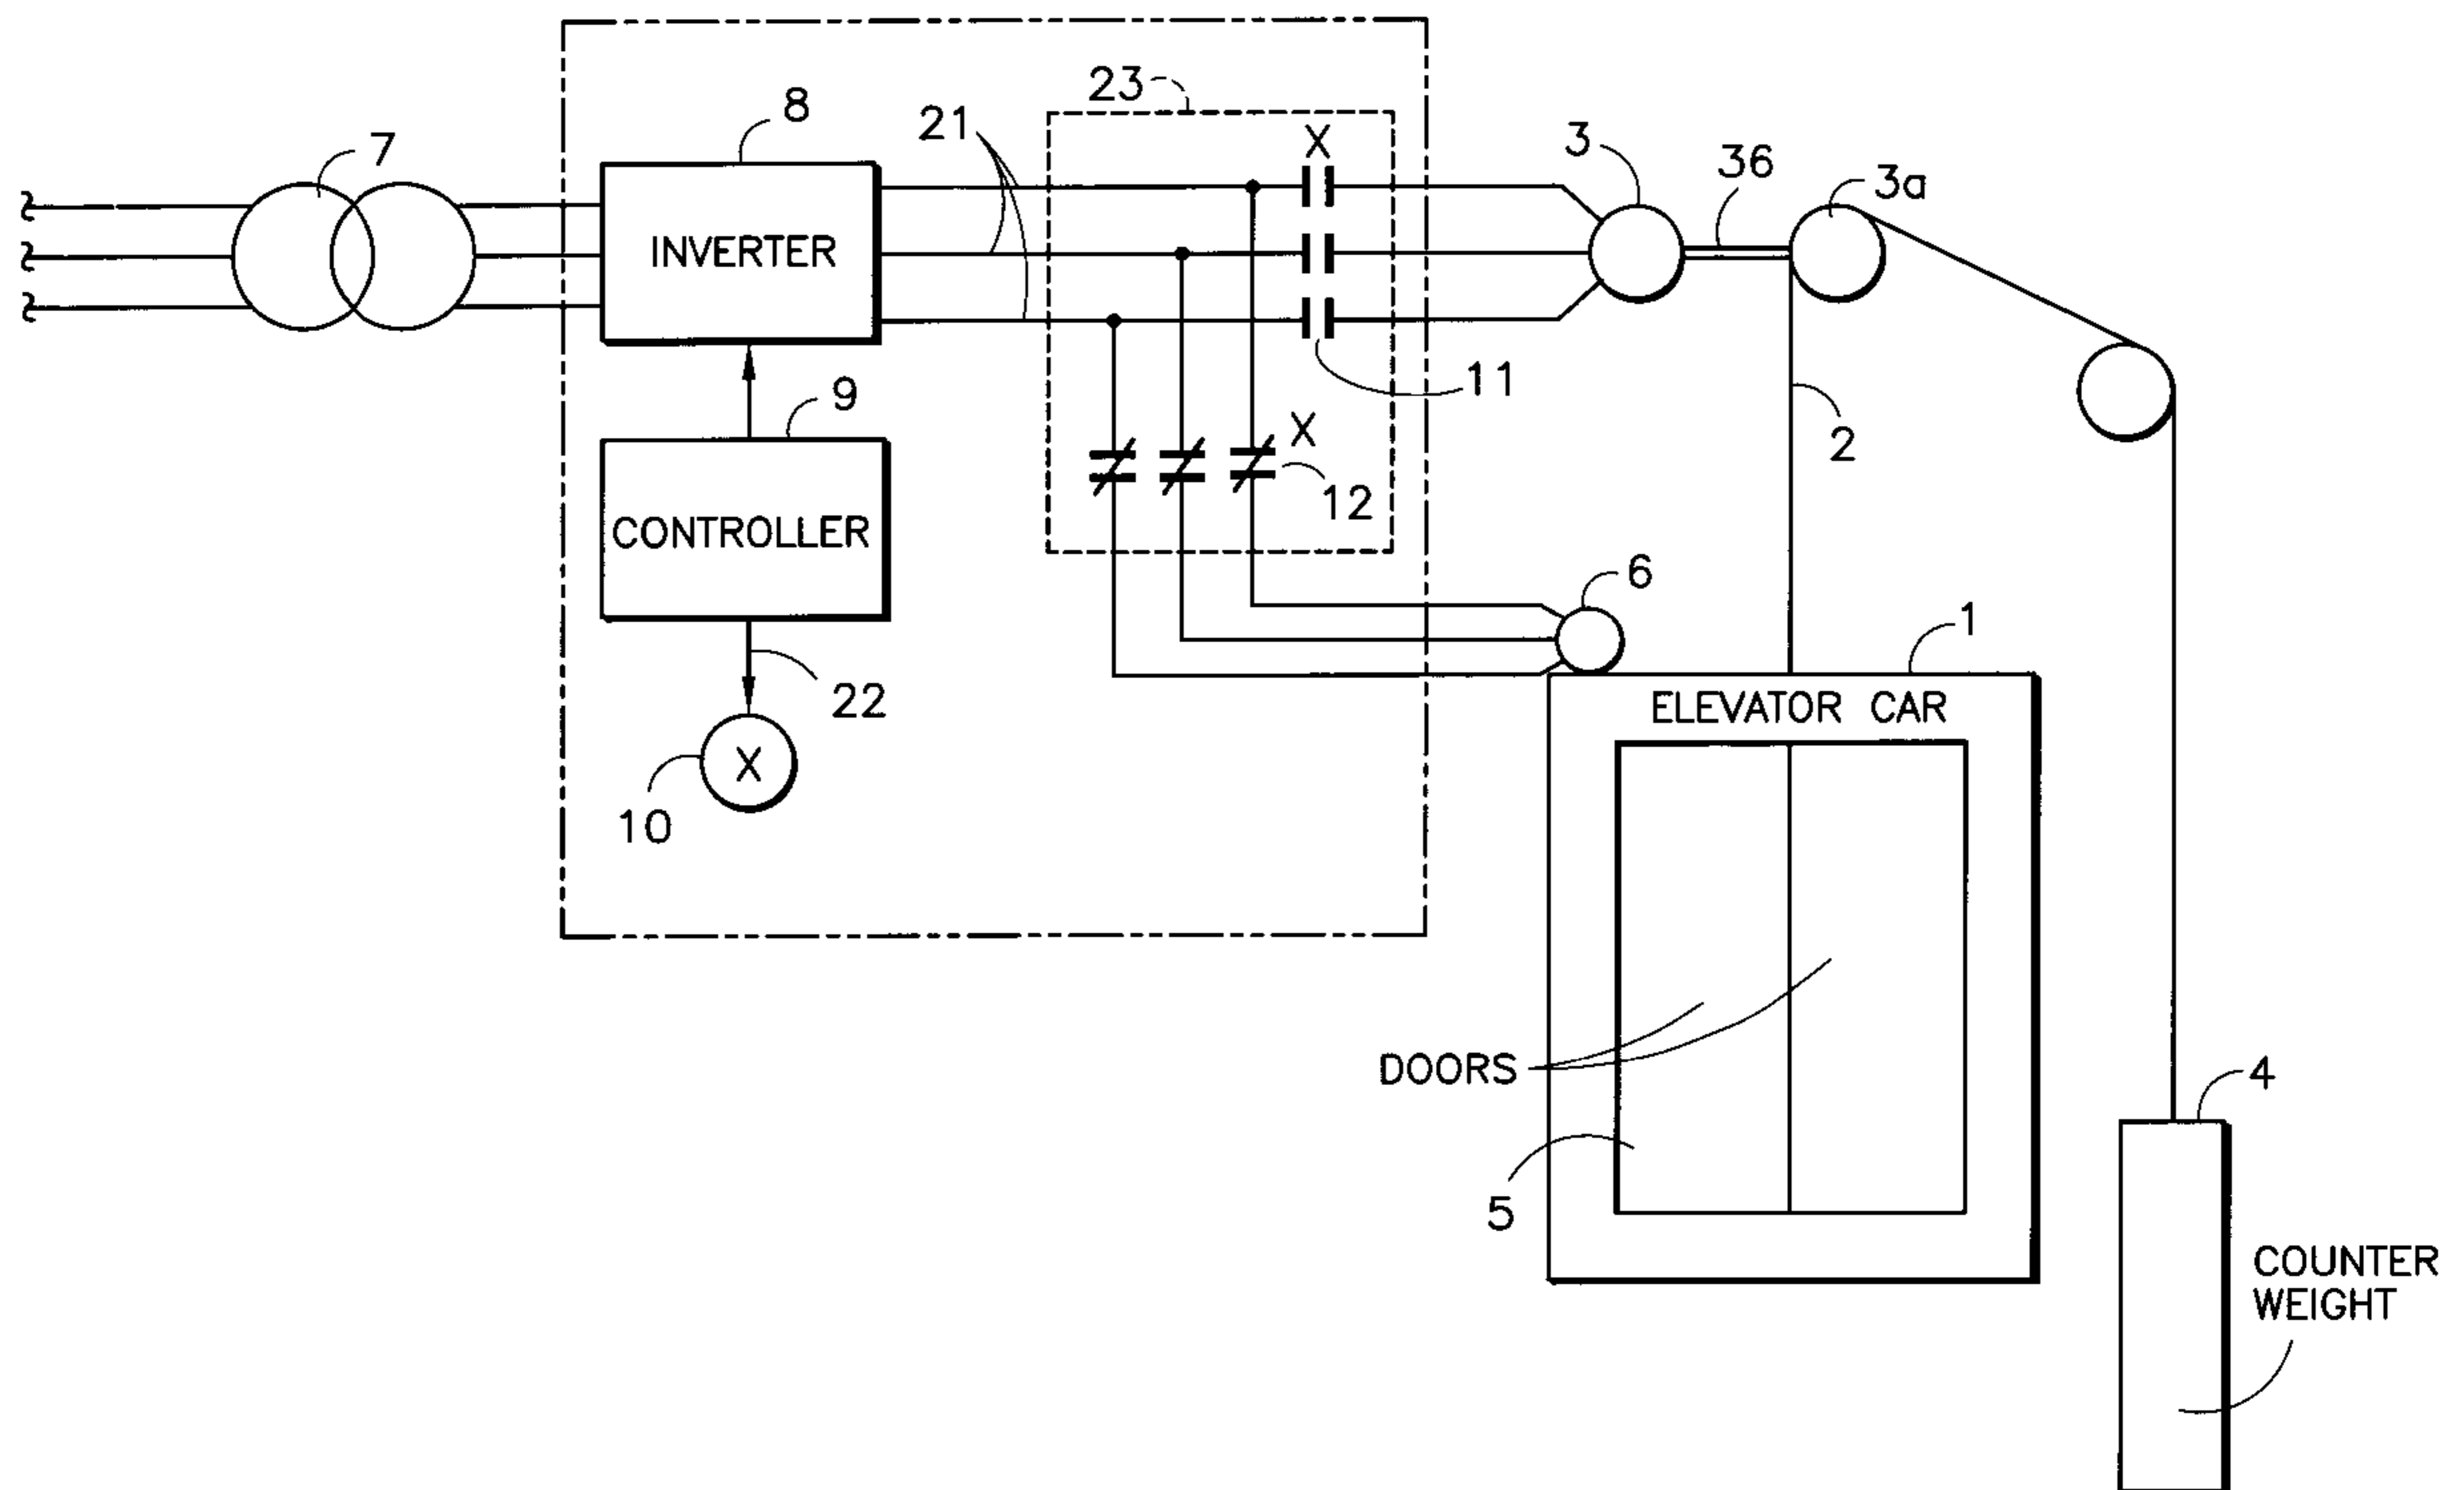 23
8
21
X
3
36
3a
7
INVERTER
11
9
X
2
12
CONTROLLER
6
1
22
ELEVATOR CAR
X
10
DOORS
4
5
COUNTER
WEIGHT